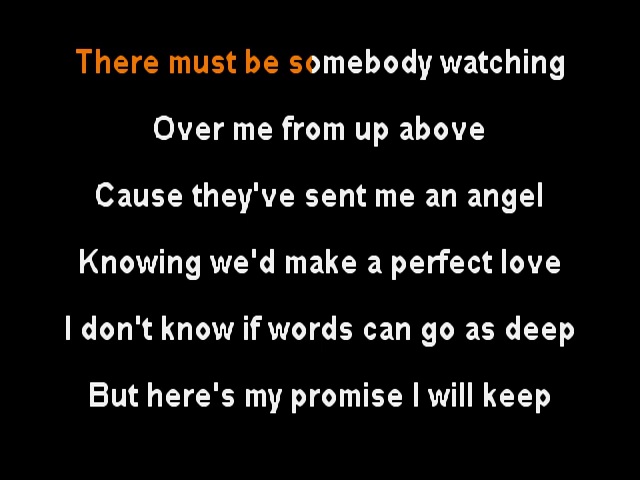 There must be somebody watching
Over me from up above
Cause they've sent me an angel
Knowing we'd make a perfect love
I don't know if words can go as deep
But here's my promise I will keep